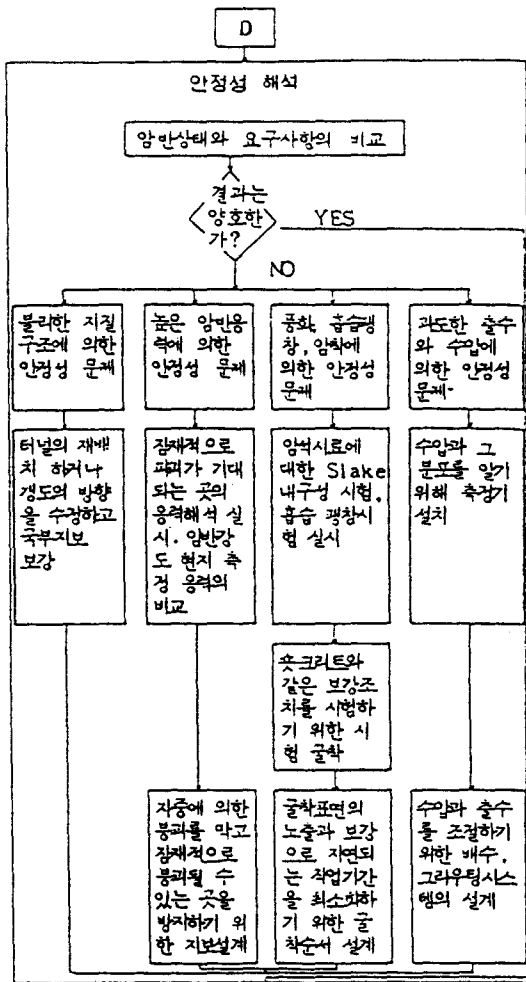 D
안정성 해석
암반상태와 요구사항의 비교
결과는
양호한
가?
YES
NO
불리한 지질
구조에 의한
안정성 문제
높은 암반응
력에 의한
안정성 문제
풍화, 흡습팽
창, 암착에
의한 안정성
문제
과도한 출수
와 수압에
의한 안정성
문제
터널의 재배
치 하거나
갱도의 방향
을 수정하고
국부지보
보강
잠재적으로
파괴가 기대
되는 곳의
응력해석 실
시. 암반강
도 현지 측
정 응력의
비교
암석시료에
대한 Slake
내구성 시험,
흡습 팽창시
험 실시
수압과 그
분포를 알기
위해 측정기
설치
숏크리트와
같은 보강조
치를 시험하
기 위한 시
험 굴착
자중에 의한
붕괴를 막고
잠재적으로
붕괴될 수
있는 곳을
방지하기 위
한 지보설계
굴착표면의
노출과 보강
으로 지연되
는 작업기간
을 최소화하
기 위한 굴
착순서 설계
수압과 출수
를 조절하기
위한 배수,
그라우팅시스
템의 설계